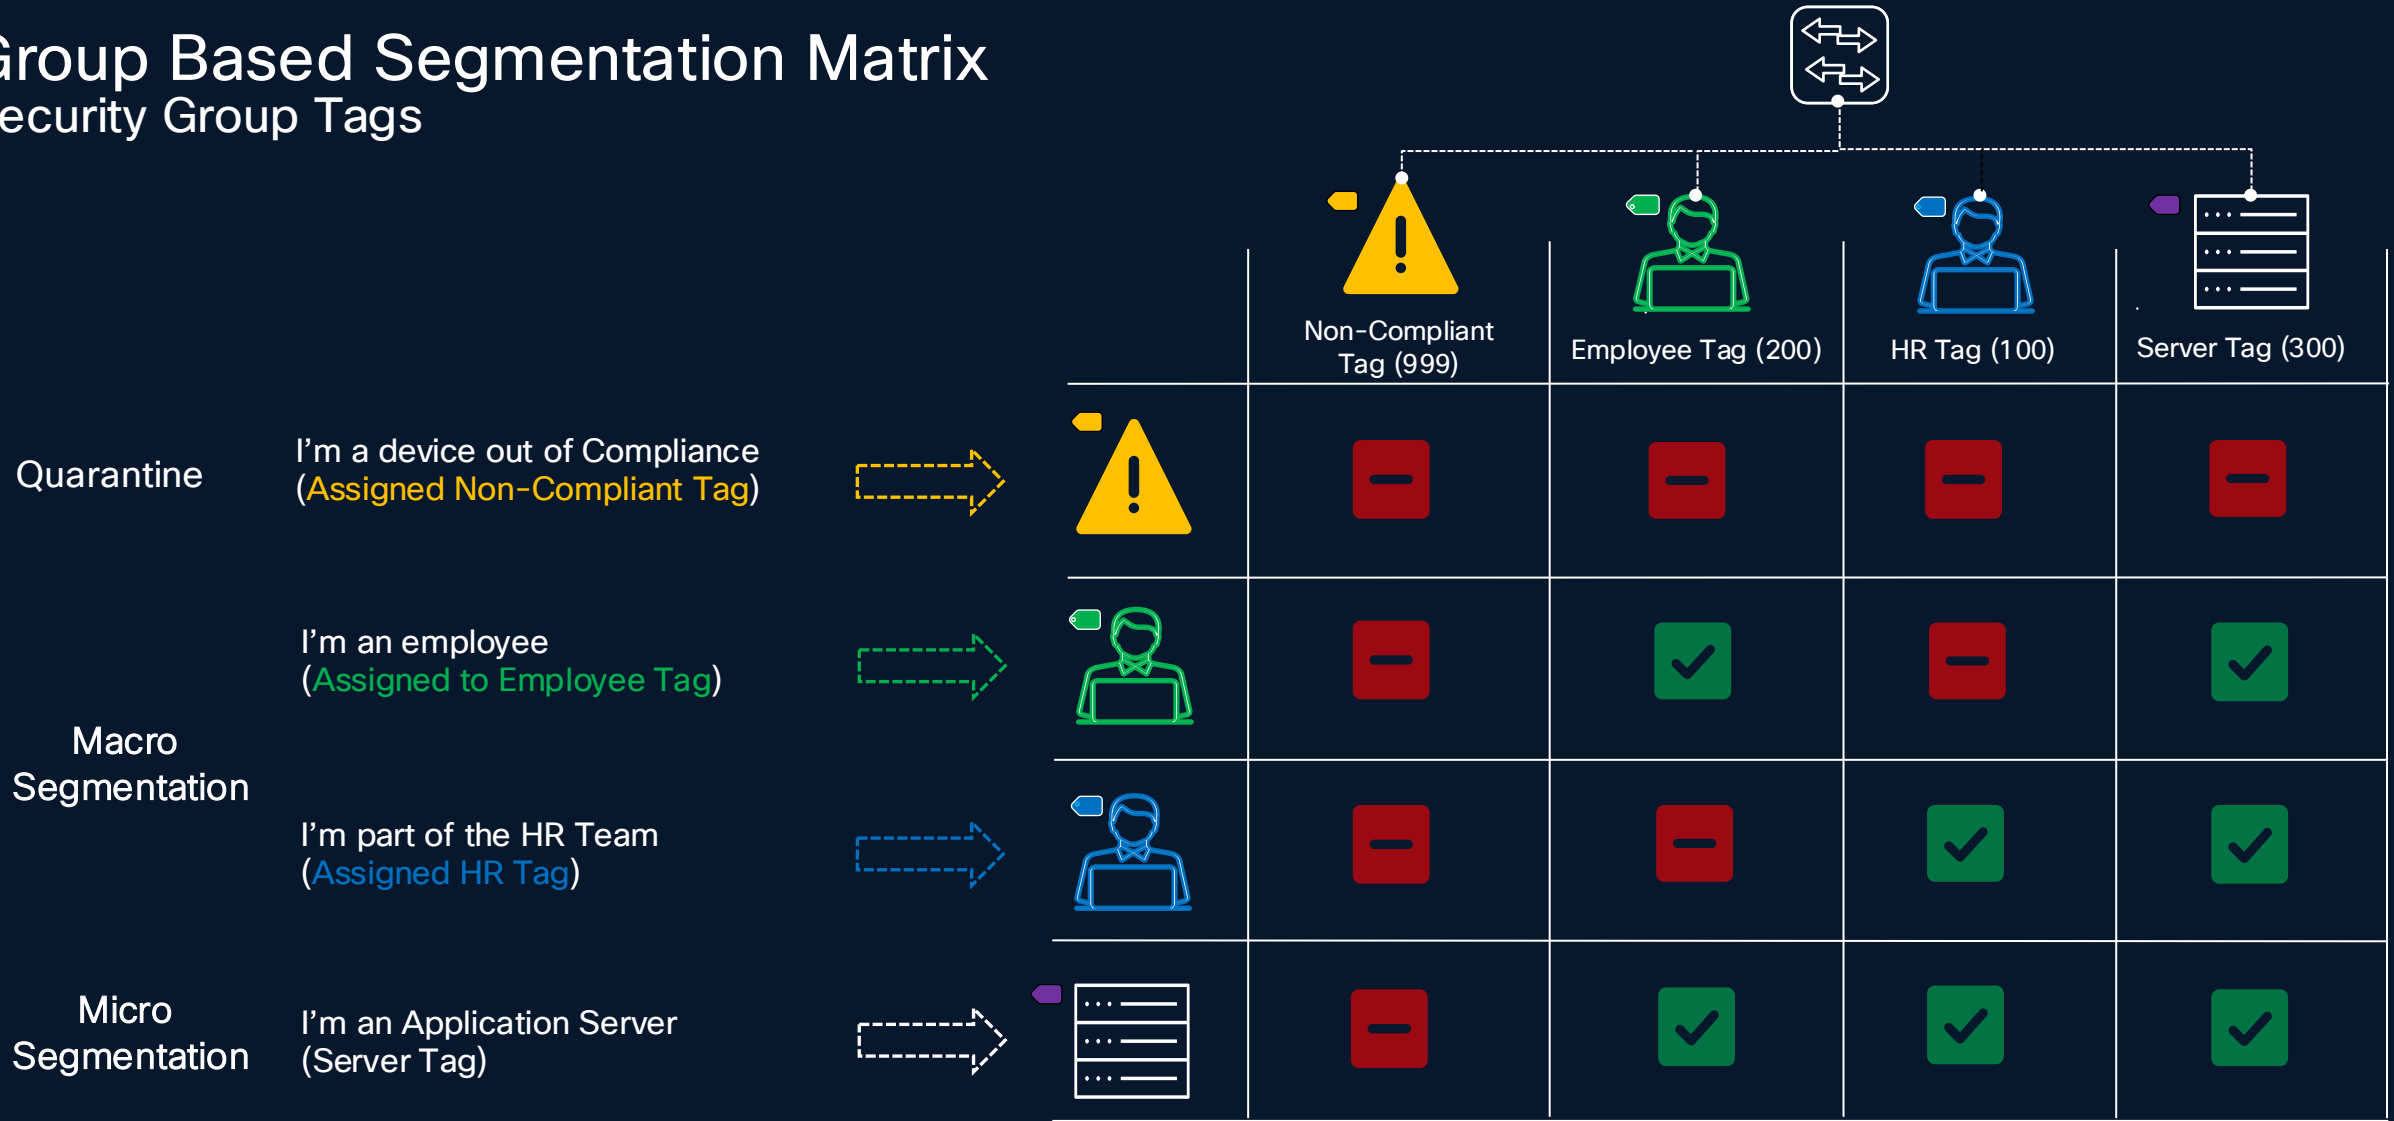 Group Based Segmentation Matrix
ecurity Group Tags
Non-Compliant
Tag (999)
Employee Tag (200)
HR Tag (100)
Server Tag (300)
Quarantine
I'm a device out of Compliance
(Assigned Non-Compliant Tag)
Macro
Segmentation
I'm an employee
(Assigned to Employee Tag)
I'm part of the HR Team
(Assigned HR Tag)
Micro
Segmentation
I'm an Application Server
(Server Tag)